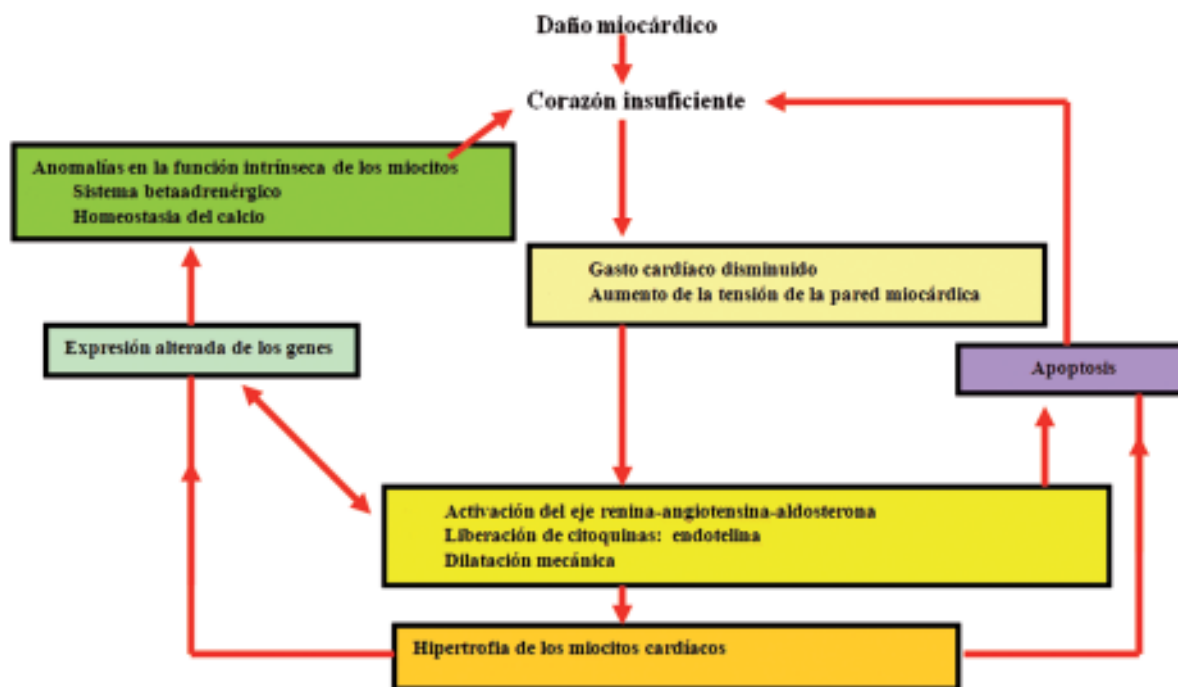 Daño miocárdico
Corazón insuficiente
Anomalías en la función intrínseca de los miocitos
Sistema betaadrenérgico
Homeostasia del calcio
Gasto cardíaco disminuido
Aumento de la tensión de la pared miocárdica
Expresión alterada de los genes
Apoptosis
Activación del eje renina-angiotensina-aldosterona
Liberación de citoquinas: endotelina
Dilatación mecánica
Hipertrofia de los miocitos cardíacos